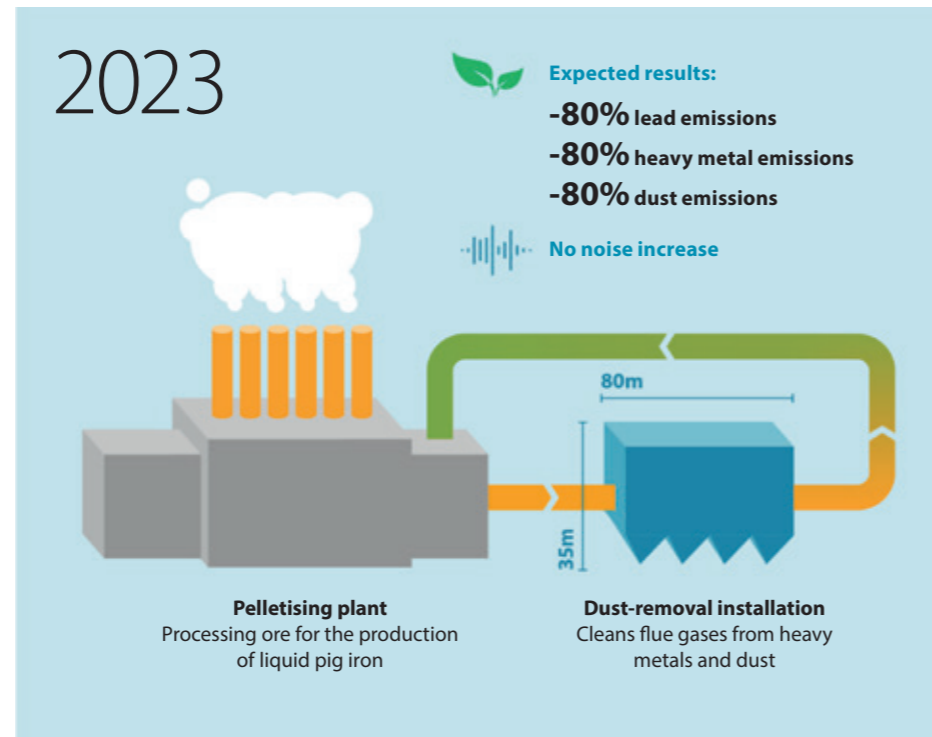 2023
Expected results:
-80% lead emissions
-80% heavy metal emissions
-80% dust emissions
No noise increase
80m
35m
Pelletising plant
Processing ore for the production
of liquid pig iron
Dust-removal installation
Cleans flue gases from heavy
metals and dust